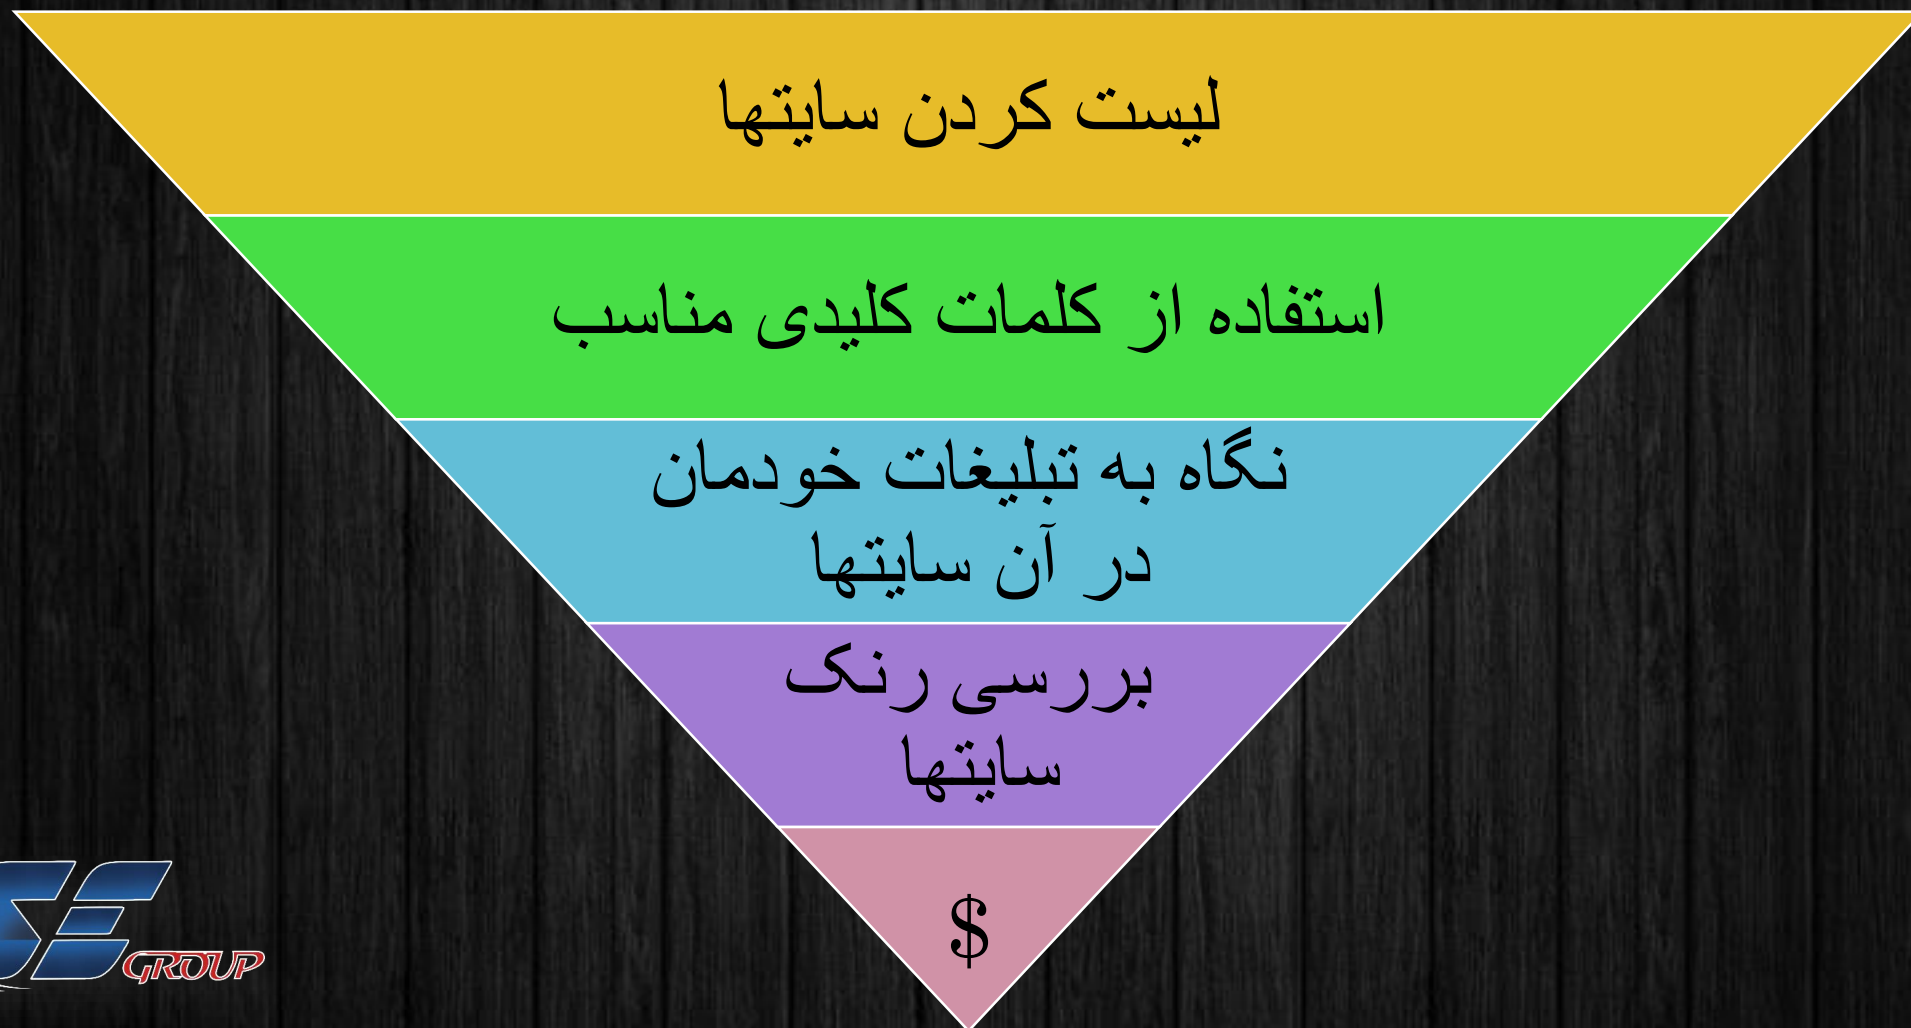 لیست کردن سایتها
استفاده از کلمات کلیدی مناسب
نگاه به تبلیغات خودمان
در آن سایتها
بررسی رنک
سایتها
$
GROUP